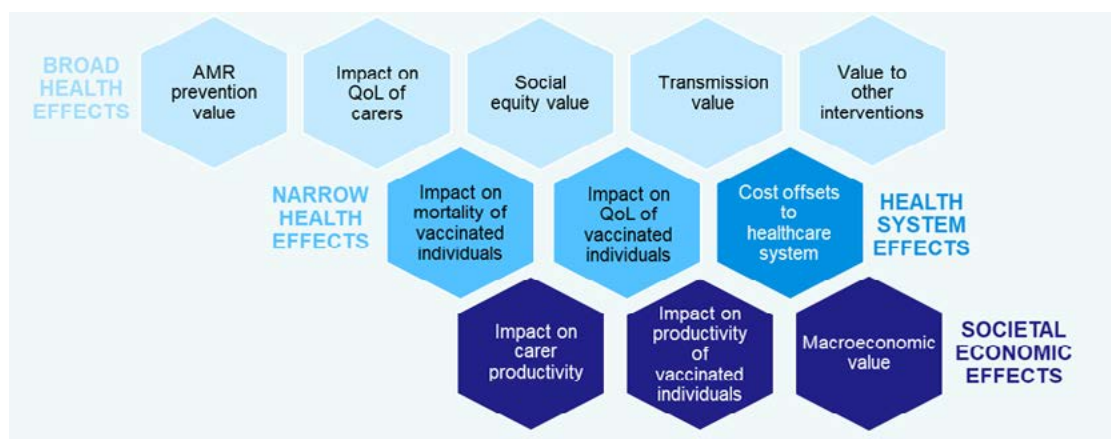 BROAD
HEALTH
EFFECTS
AMR
prevention
value
Impact on
QoL of
carers
Social
equity value
Transmission
value
Value to
other
interventions
NARROW
HEALTH
EFFECTS
Impact on
mortality of
vaccinated
individuals
Impact on
QoL of
vaccinated
individuals
Cost offsets
to
healthcare
system
HEALTH
SYSTEM
EFFECTS
Impact on
carer
productivity
Impact on
productivity
of
vaccinated
individuals
Macroeconomic
value
SOCIETAL
ECONOMIC
EFFECTS